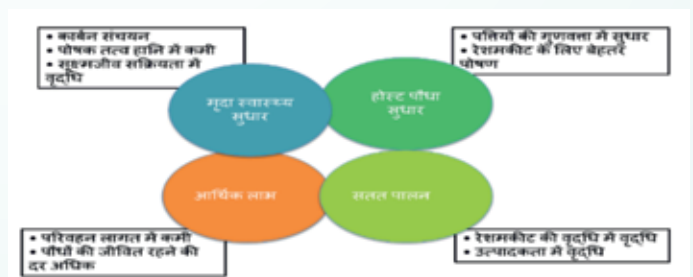 • कार्बन संचयन
• पोषक तत्व हानि में कमी
• सूक्ष्मजीव सक्रियता में
वृद्धि
• पत्तियों की गुणवत्ता में सुधार
• रेशमकीट के लिए बेहतर
पोषण
मृदा स्वास्थ्य
सुधार
होस्ट पौधा
सुधार
आर्थिक लाभ
सतत पालन
• परिवहन लागत में कमी
• पौधों की जीवित रहने की
दर अधिक
• रेशमकीट की वृद्धि में वृद्धि
• उत्पादकता में वृद्धि